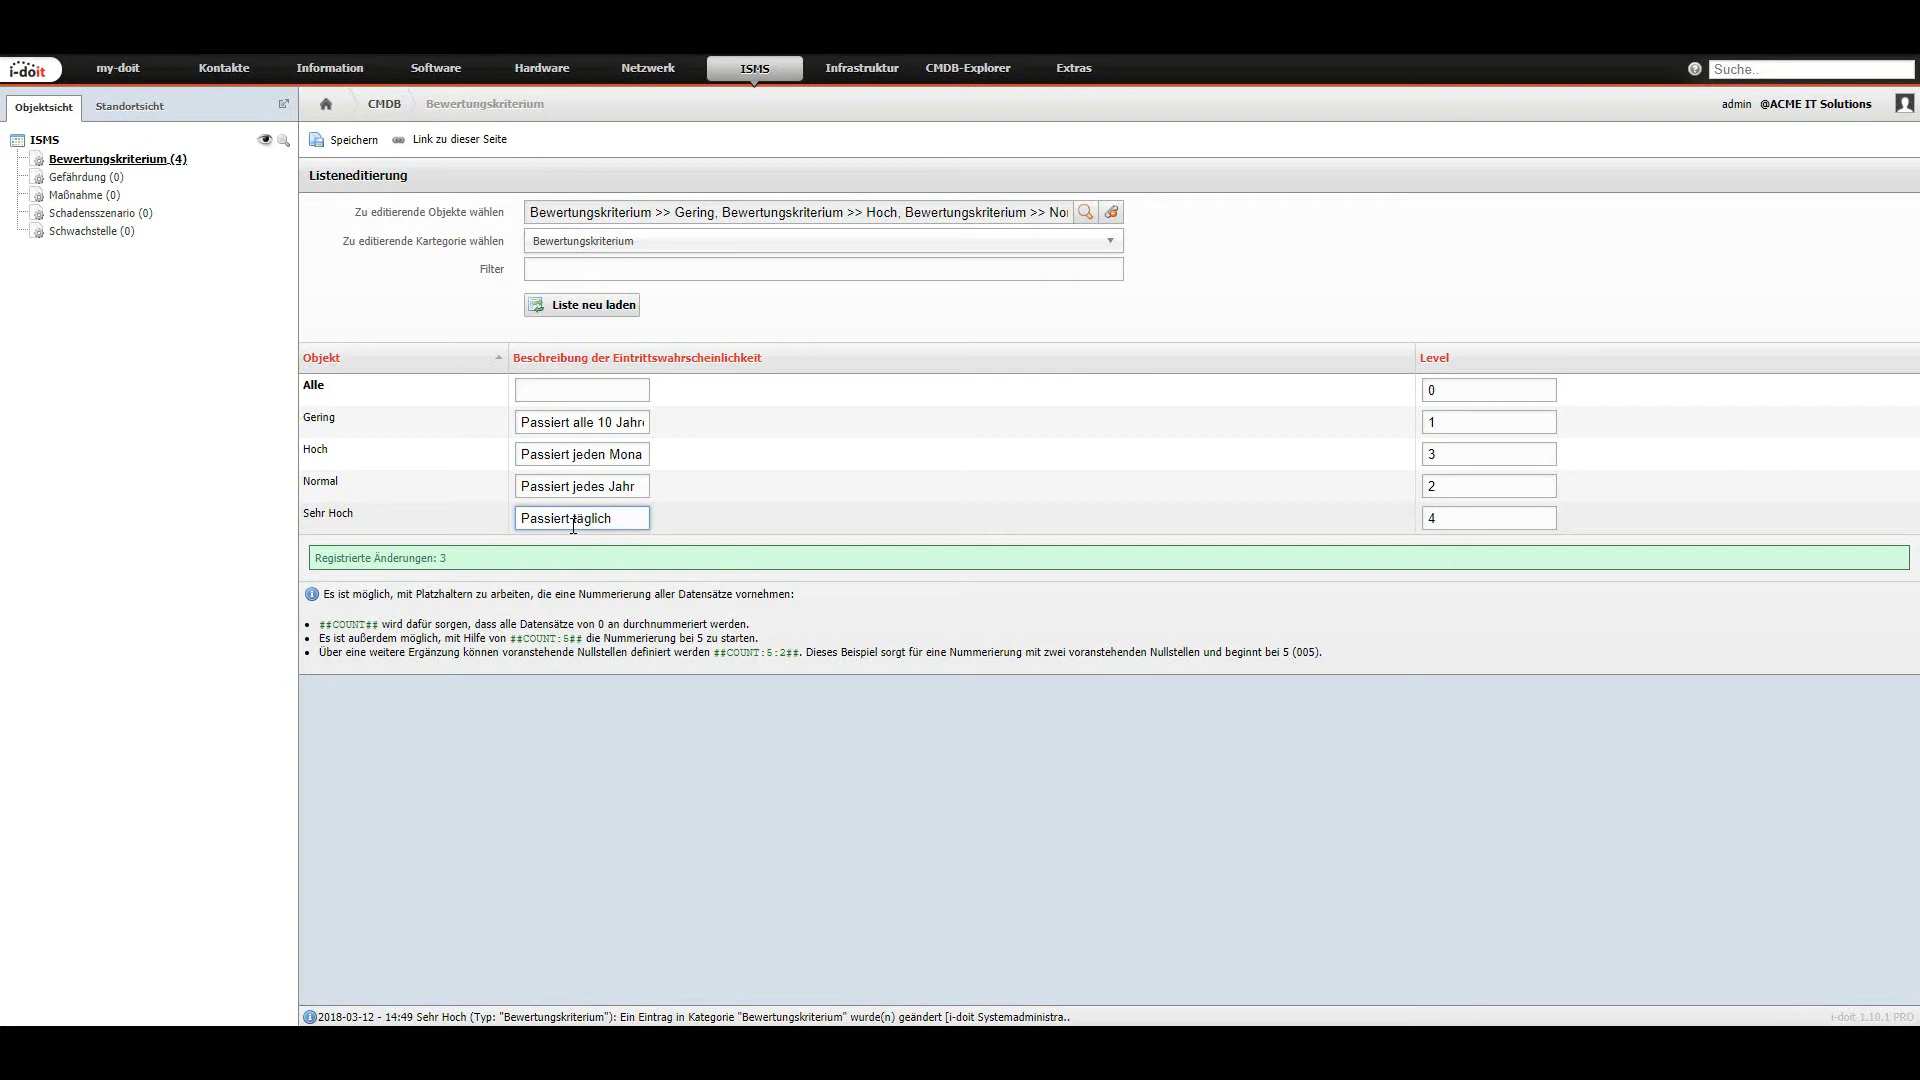 i-doit
my-doit
Kontakte
Information
Software
Hardware
Netzwerk
ISMS
Infrastruktur
CMDB-Explorer
Extras
Suche..
Objektsicht
Standortsicht
CMDB
Bewertungskriterium
admin @ACME IT Solutions
ISMS
Bewertungskriterium (4)
Gefährdung (0)
Maßnahme (0)
Schadensszenario (0)
Schwachstelle (0)
Speichern
Link zu dieser Seite
Listeneditierung
Zu editierende Objekte wählen
Bewertungskriterium >> Gering, Bewertungskriterium >> Hoch, Bewertungskriterium >> No
Zu editierende Kartegorie wählen
Bewertungskriterium
Filter
Liste neu laden
Objekt
Beschreibung der Eintrittswahrscheinlichkeit
Level
Alle
0
Gering
Passiert alle 10 Jahre
1
Hoch
Passiert jeden Mona
3
Normal
Passiert jedes Jahr
2
Sehr Hoch
Passiert täglich
4
Registrierte Änderungen: 3
Es ist möglich, mit Platzhaltern zu arbeiten, die eine Nummerierung aller Datensätze vornehmen:
• ##COUNT## wird dafür sorgen, dass alle Datensätze von 0 an durchnummeriert werden.
• Es ist außerdem möglich, mit Hilfe von ##COUNT:5## die Nummerierung bei 5 zu starten.
• Über eine weitere Ergänzung können voranstehende Nullstellen definiert werden ##COUNT:5:2##. Dieses Beispiel sorgt für eine Nummerierung mit zwei voranstehenden Nullstellen und beginnt bei 5 (005).
2018-03-12 - 14:49 Sehr Hoch (Typ: "Bewertungskriterium"): Ein Eintrag in Kategorie "Bewertungskriterium" wurde(n) geändert [i-doit Systemadministra..
i-doit 1.10.1 PRO